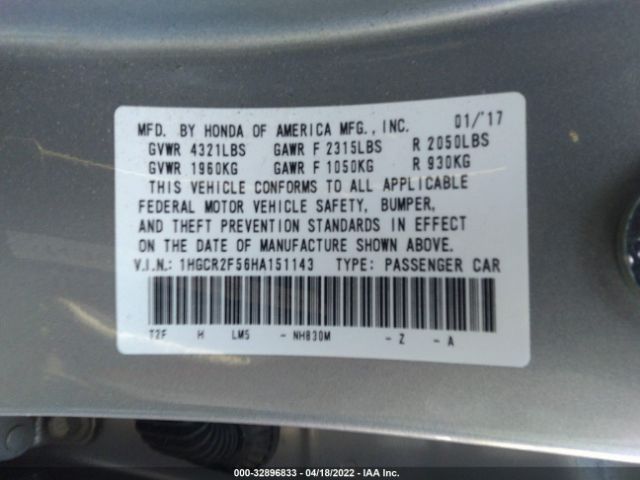 MFD. BY HONDA OF AMERICA MFG., INC. 01/'17
GVWR 4321LBS GAWR F 2315LBS R 2050LBS
GVWR 1960KG GAWR F 1050KG R 930KG
THIS VEHICLE CONFORMS TO ALL APPLICABLE
FEDERAL MOTOR VEHICLE SAFETY, BUMPER,
AND THEFT PREVENTION STANDARDS IN EFFECT
ON THE DATE OF MANUFACTURE SHOWN ABOVE.
V.I.N.: 1HGCR2F56HA151143 TYPE: PASSENGER CAR
T2F H LM5 - NH830M - Z - A
000-32896833 - 04/18/2022 - IAA Inc.